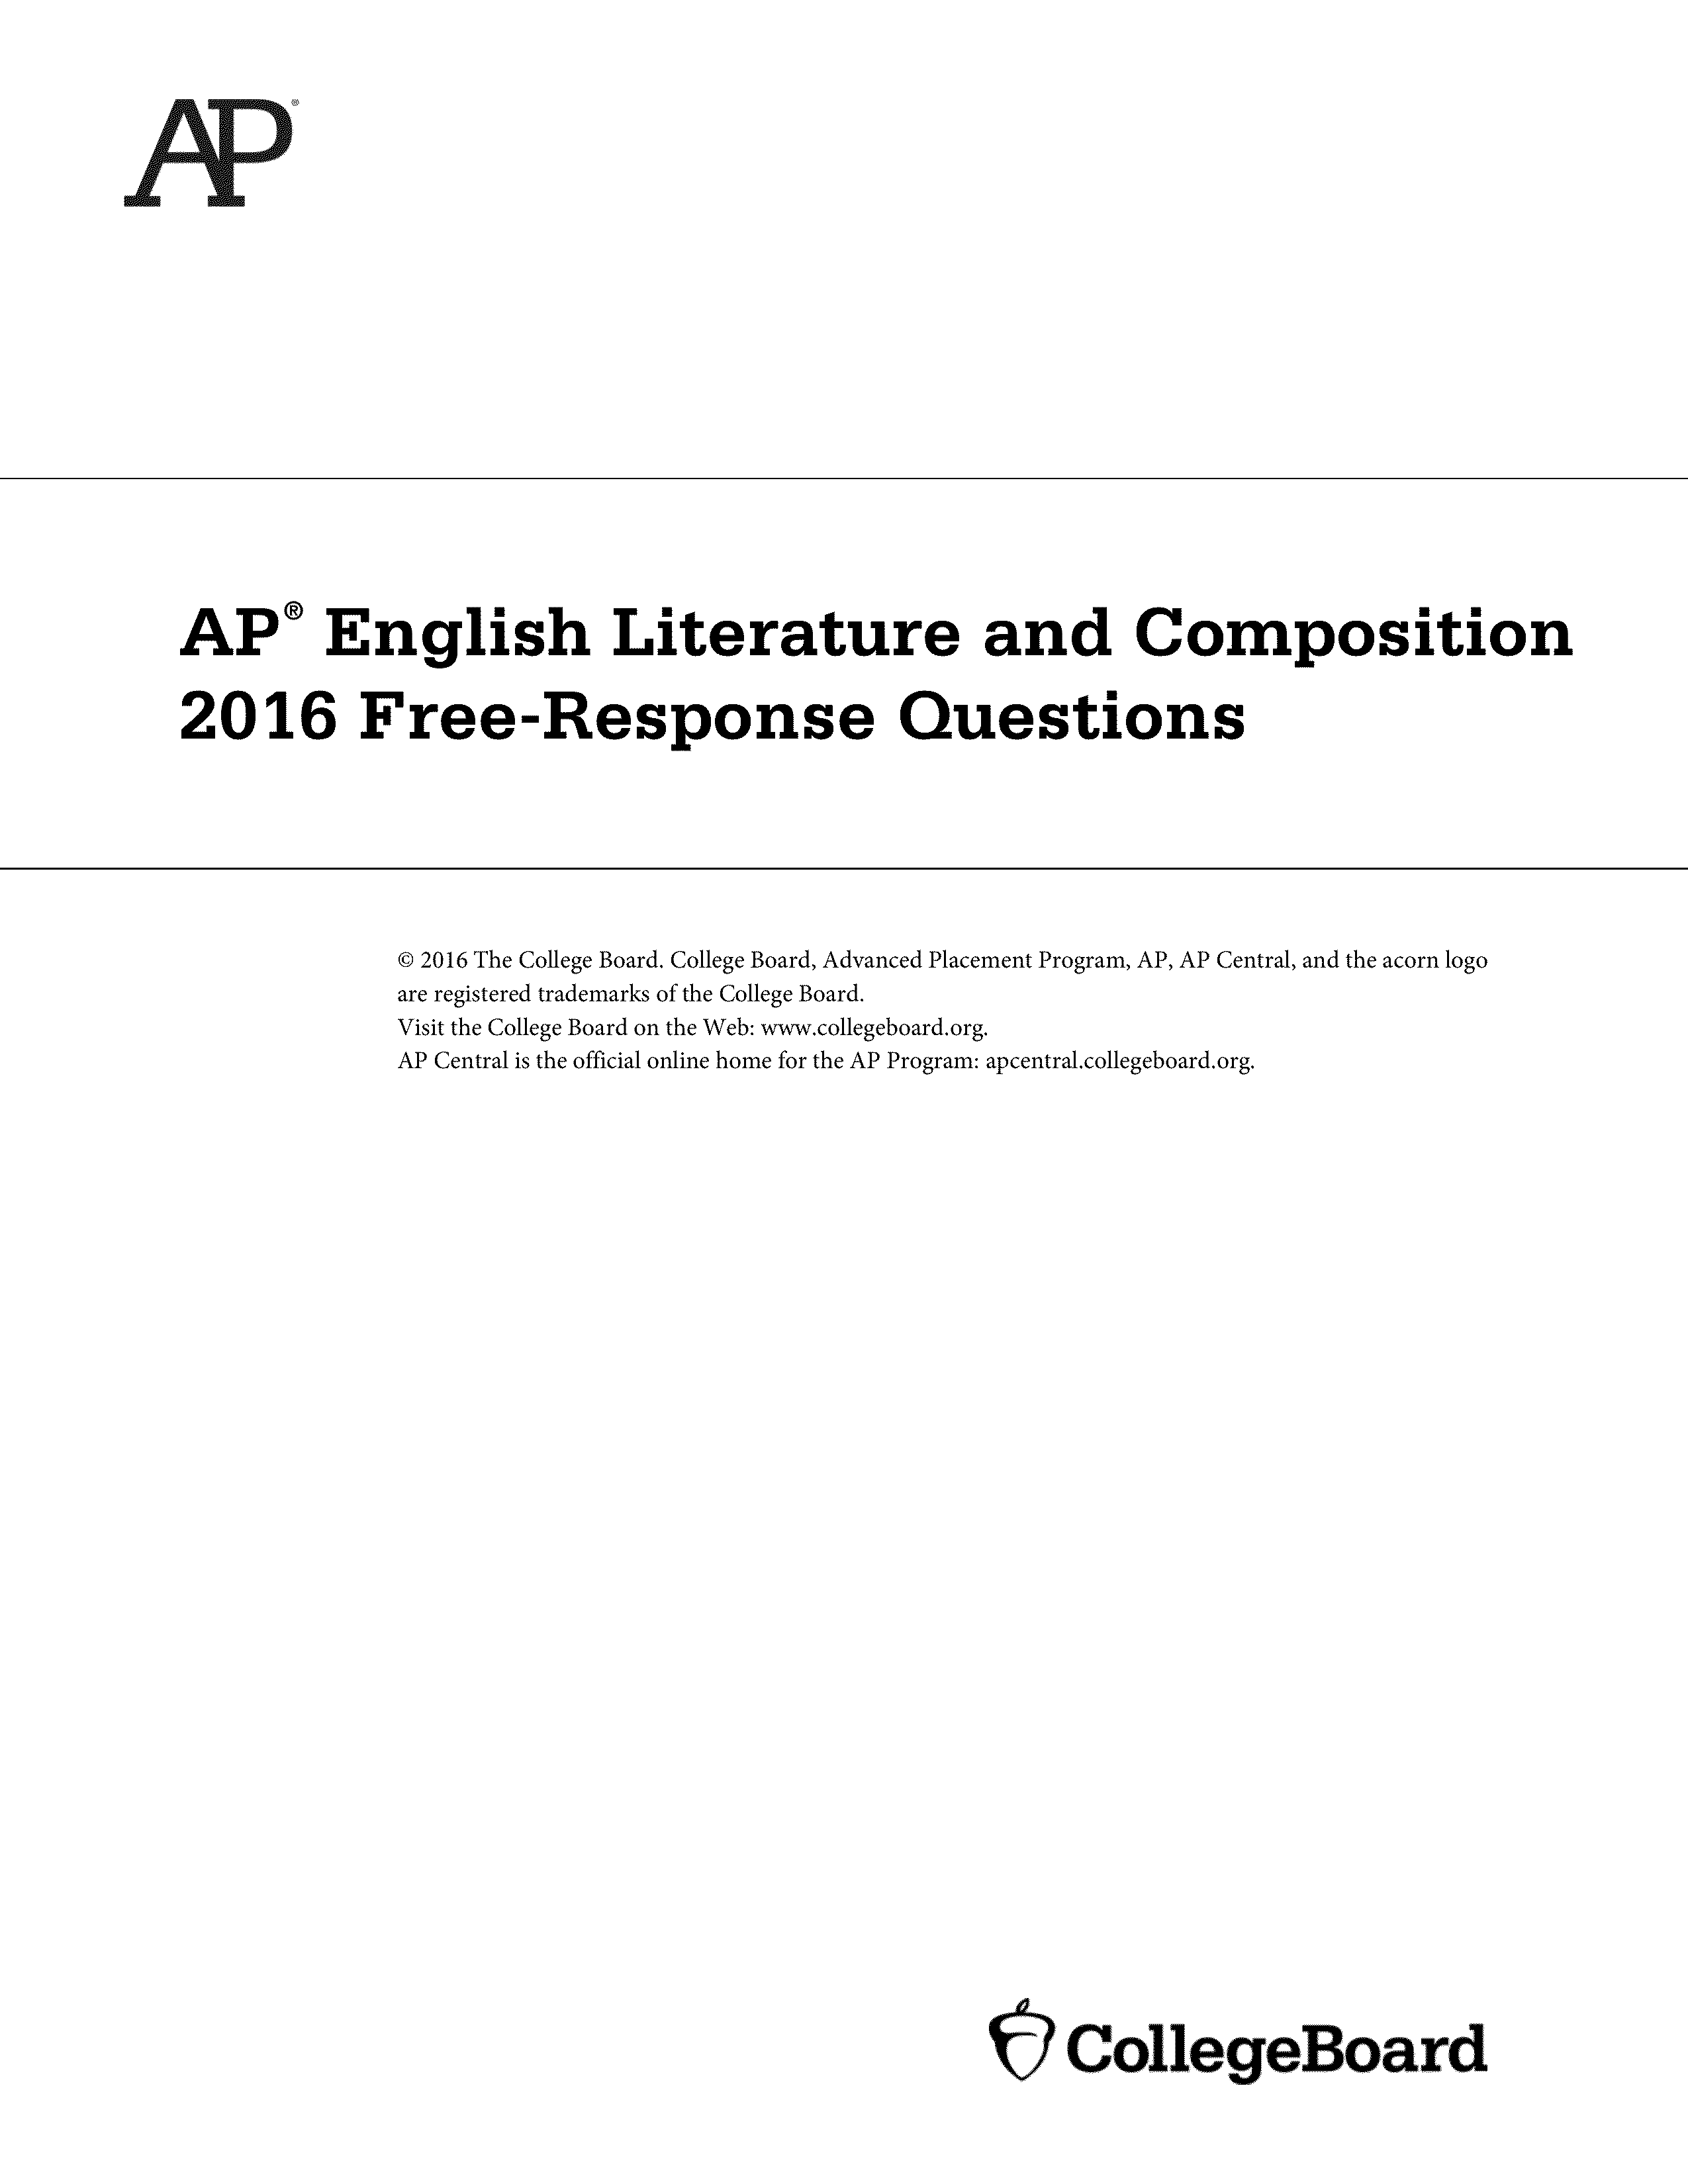 AP®
AP® English Literature and Composition
2016 Free-Response Questions
© 2016 The College Board. College Board, Advanced Placement Program, AP, AP Central, and the acorn logo
are registered trademarks of the College Board.
Visit the College Board on the Web: www.collegeboard.org.
AP Central is the official online home for the AP Program: apcentral.collegeboard.org.
CollegeBoard